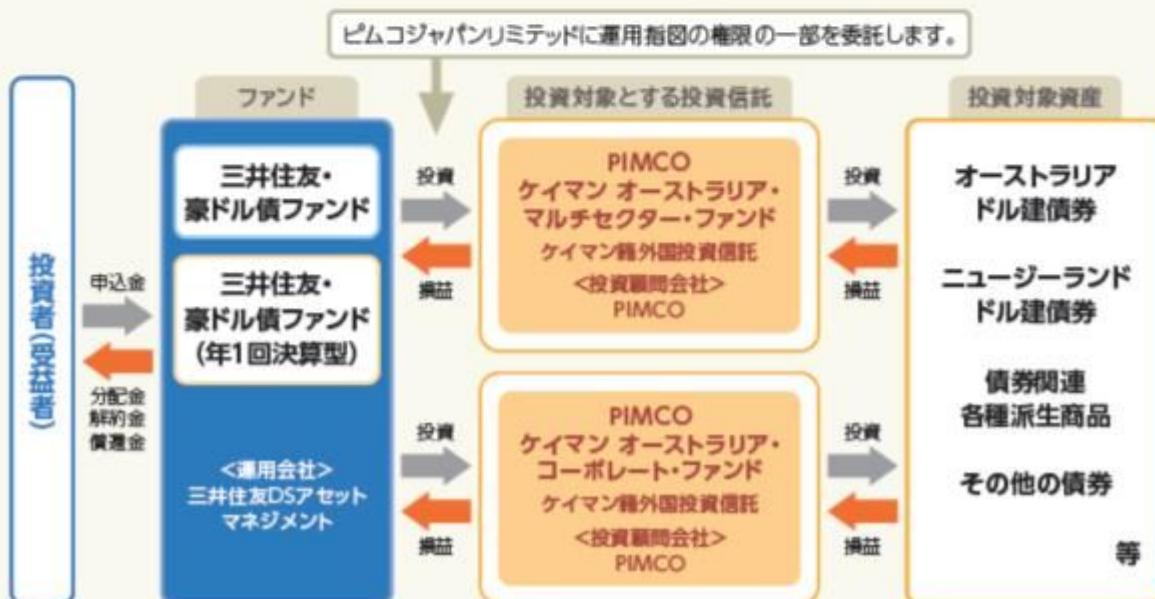 ピムコジャパンリミテッドに運用指図の権限の一部を委託します。
ファンド
投資対象とする投資信託
投資対象資産
投資者(受益者)
申込金
分配金
解約金
償還金
三井住友・
豪ドル債ファンド
三井住友・
豪ドル債ファンド
(年1回決算型)
<運用会社>
三井住友DSアセット
マネジメント
投資
損益
投資
損益
PIMCO
ケイマン オーストラリア・
マルチセクター・ファンド
ケイマン籍外国投資信託
<投資顧問会社>
PIMCO
PIMCO
ケイマン オーストラリア・
コーポレート・ファンド
ケイマン籍外国投資信託
<投資顧問会社>
PIMCO
投資
損益
投資
損益
オーストラリア
ドル建債券
ニュージーランド
ドル建債券
債券関連
各種派生商品
その他の債券
等